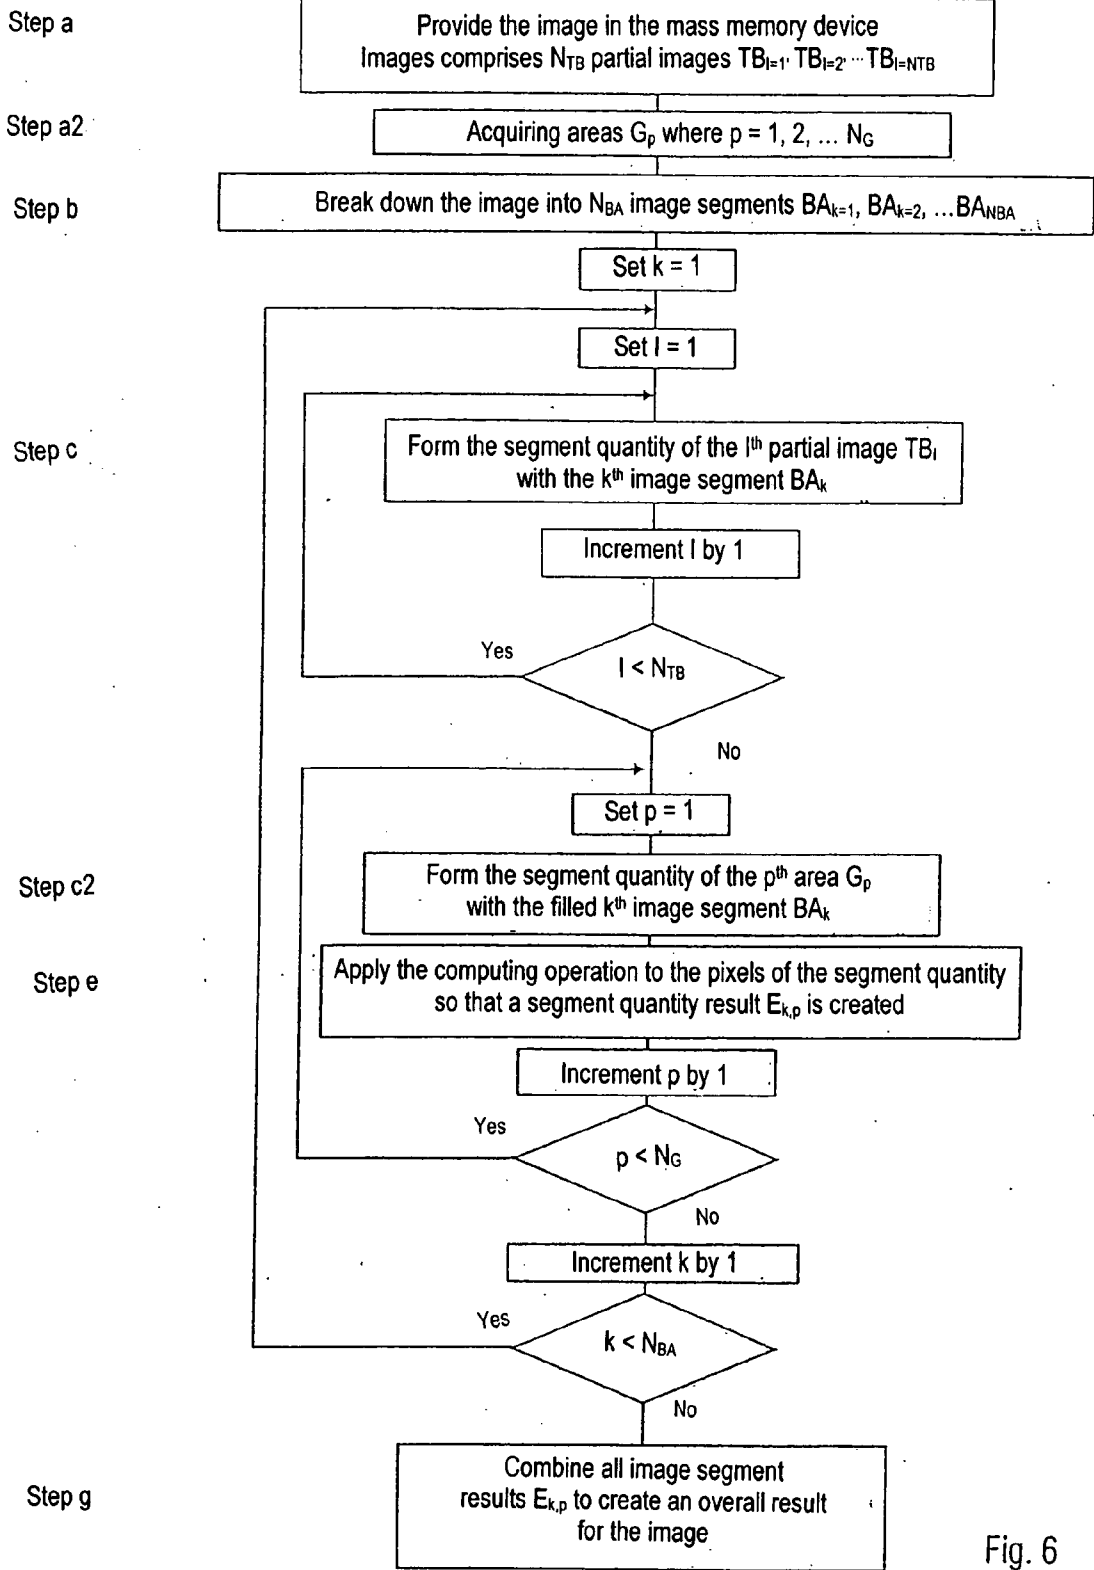 Step a
Provide the image in the mass memory device
Images comprises NTB partial images TBl=1, TBl=2, ... TBl=NTB
Step a2
Acquiring areas Gp where p = 1, 2, ... NG
Step b
Break down the image into NBA image segments BAk=1, BAk=2, ...BANBA
Set k = 1
Set l = 1
Step c
Form the segment quantity of the lth partial image TBl
with the kth image segment BAk
Increment l by 1
Yes
l < NTB
No
Set p = 1
Step c2
Form the segment quantity of the pth area Gp
with the filled kth image segment BAk
Step e
Apply the computing operation to the pixels of the segment quantity
so that a segment quantity result Ek,p is created
Increment p by 1
Yes
p < NG
No
Increment k by 1
Yes
k < NBA
No
Step g
Combine all image segment
results Ek,p to create an overall result
for the image
Fig. 6